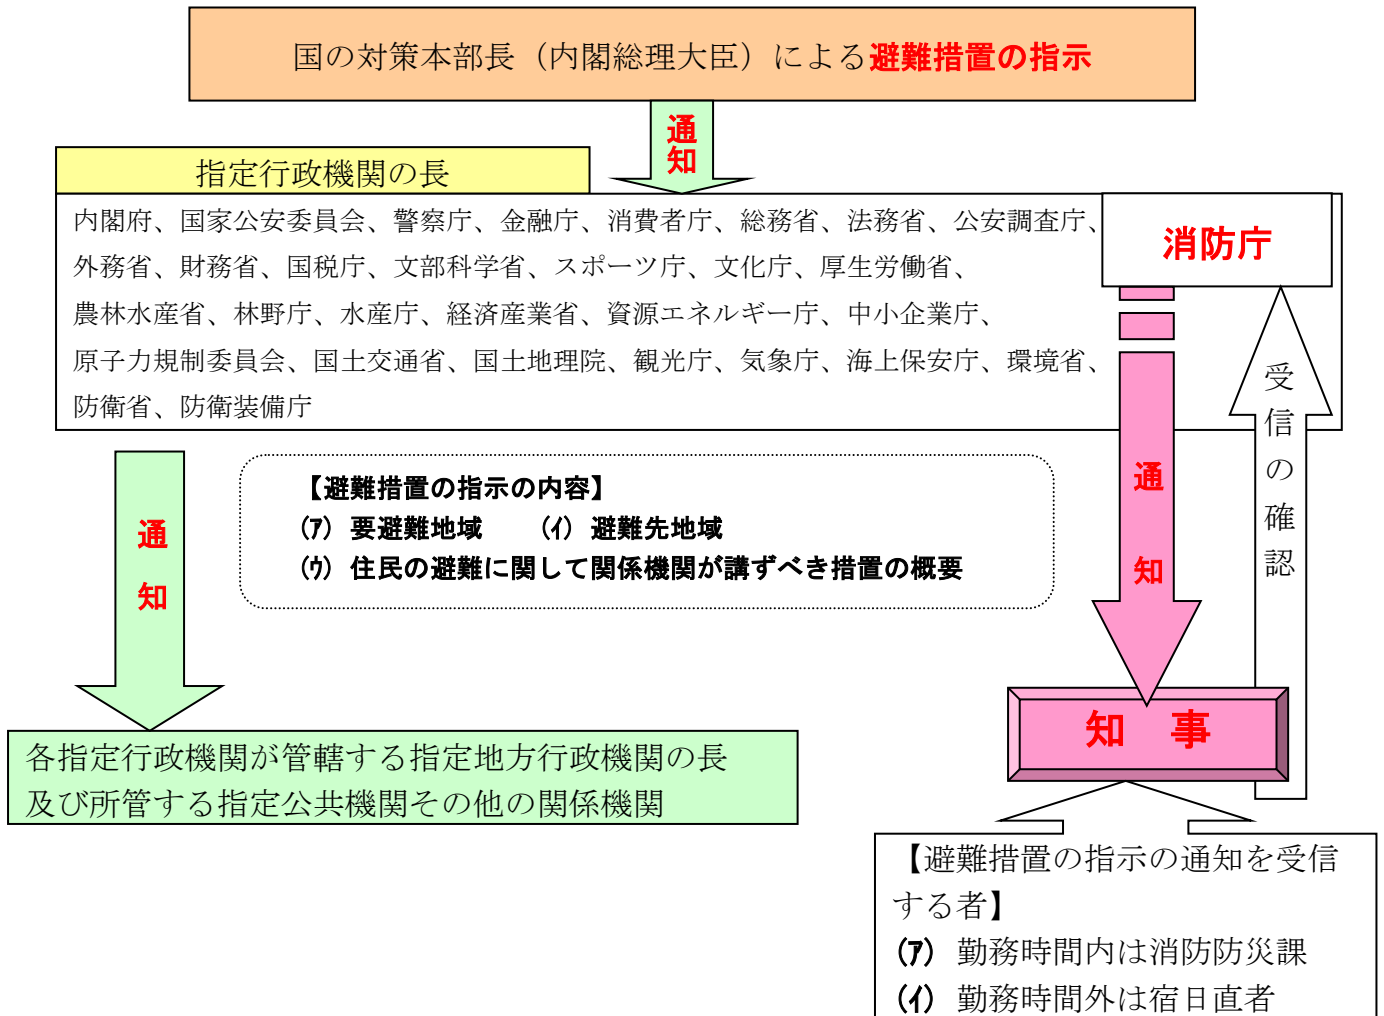 国の対策本部長（内閣総理大臣）による避難措置の指示
通知
指定行政機関の長
内閣府、国家公安委員会、警察庁、金融庁、消費者庁、総務省、法務省、公安調査庁、
外務省、財務省、国税庁、文部科学省、スポーツ庁、文化庁、厚生労働省、
農林水産省、林野庁、水産庁、経済産業省、資源エネルギー庁、中小企業庁、
原子力規制委員会、国土交通省、国土地理院、観光庁、気象庁、海上保安庁、環境省、
防衛省、防衛装備庁
消防庁
受信の確認
通知
【避難措置の指示の内容】
(ｱ) 要避難地域　　(ｲ) 避難先地域
(ｳ) 住民の避難に関して関係機関が講ずべき措置の概要
通知
知　事
各指定行政機関が管轄する指定地方行政機関の長
及び所管する指定公共機関その他の関係機関
【避難措置の指示の通知を受信
する者】
(ｱ) 勤務時間内は消防防災課
(ｲ) 勤務時間外は宿日直者